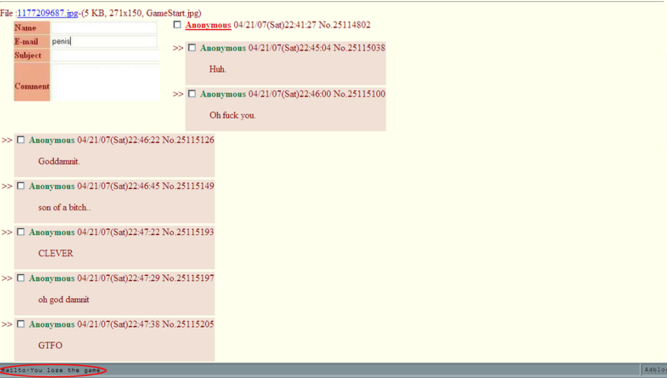 File :1177209687.jpg-(5 KB, 271x150, GameStart.jpg)
Name
E-mail penis
Subject
Comment
Anonymous 04/21/07(Sat)22:41:27 No.25114802
>> Anonymous 04/21/07(Sat)22:45:04 No.25115038
Huh.
>> Anonymous 04/21/07(Sat)22:46:00 No.25115100
Oh fuck you.
>> Anonymous 04/21/07(Sat)22:46:22 No.25115126
Goddamnit.
>> Anonymous 04/21/07(Sat)22:46:45 No.25115149
son of a bitch..
>> Anonymous 04/21/07(Sat)22:47:22 No.25115193
CLEVER
>> Anonymous 04/21/07(Sat)22:47:29 No.25115197
oh god damnit
>> Anonymous 04/21/07(Sat)22:47:38 No.25115205
GTFO
mailto:You lose the game
Adblo